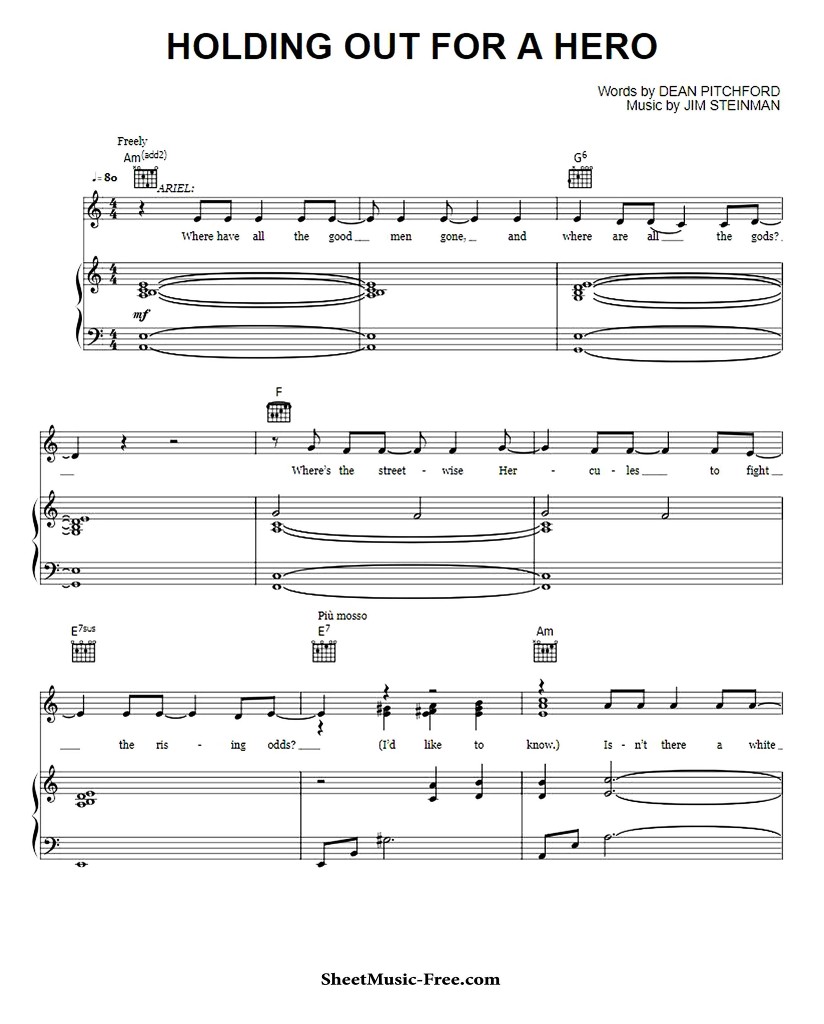 HOLDING OUT FOR A HERO
Words by DEAN PITCHFORD
Music by JIM STEINMAN
Freely
Am(add2)
♩=80
ARIEL:
G6
Where have all the good men gone, and where are all the gods?
mf
F
Where's the street - wise Her - cu - les to fight
Più mosso
E7sus E7 Am
the ris - ing odds? (I'd like to know.) Is - n't there a white
SheetMusic-Free.com